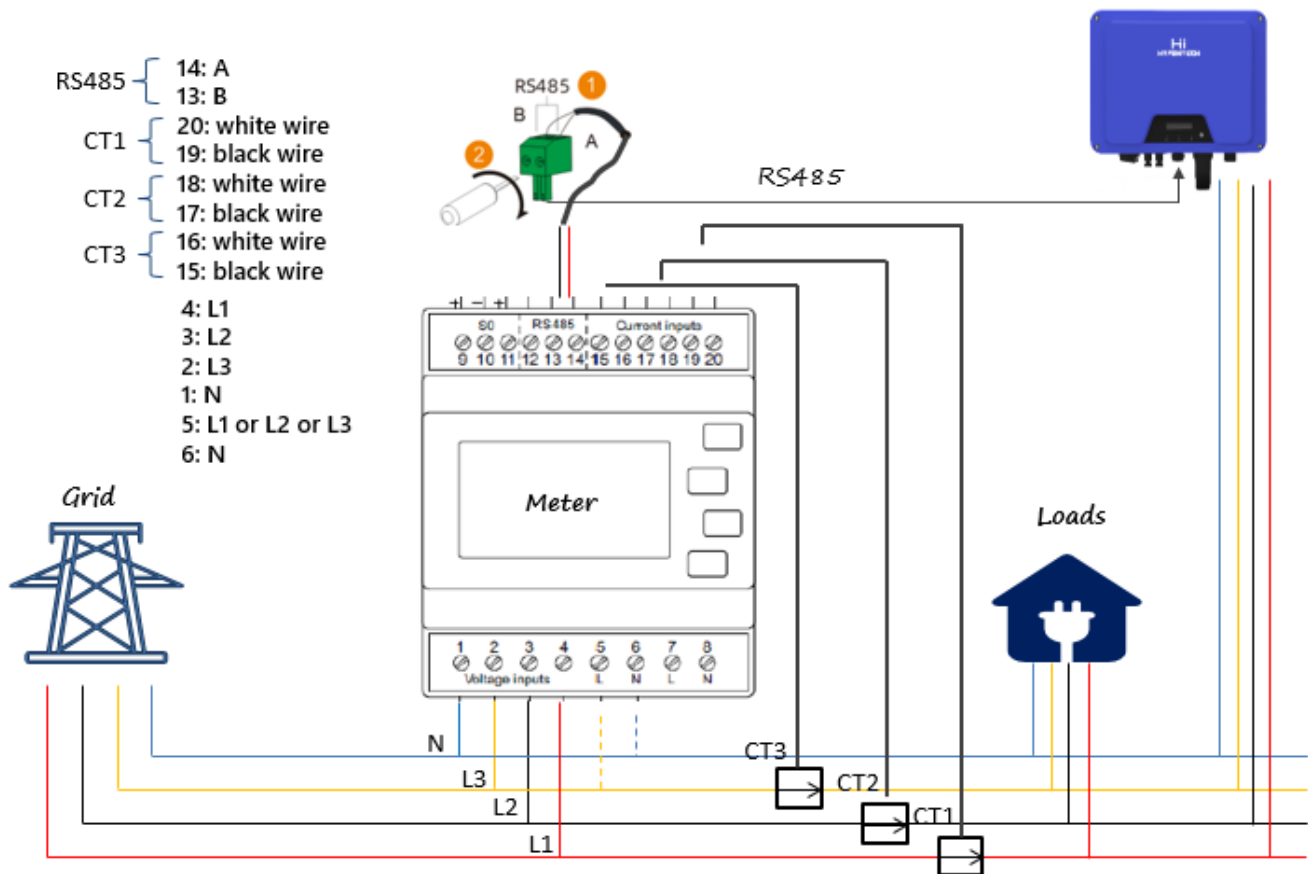 RS485
14: A
13: B
CT1
20: white wire
19: black wire
CT2
18: white wire
17: black wire
CT3
16: white wire
15: black wire
4: L1
3: L2
2: L3
1: N
5: L1 or L2 or L3
6: N
RS485 1
B
A
2
RS485
Hi
+ – +
S0 RS485 Current inputs
9 10 11 12 13 14 15 16 17 18 19 20
Meter
1 2 3 4 5 6 7 8
Voltage inputs L N L N
Grid
Loads
N
L3
L2
L1
CT3
CT2
CT1